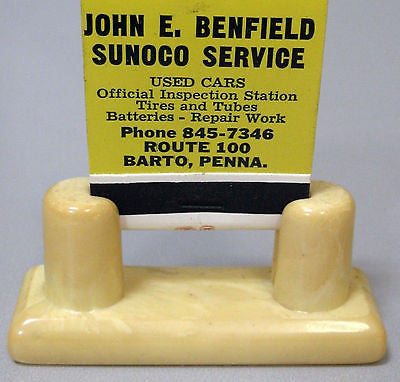 JOHN E. BENFIELD
SUNOCO SERVICE
USED CARS
Official Inspection Station
Tires and Tubes
Batteries - Repair Work
Phone 845-7346
ROUTE 100
BARTO, PENNA.